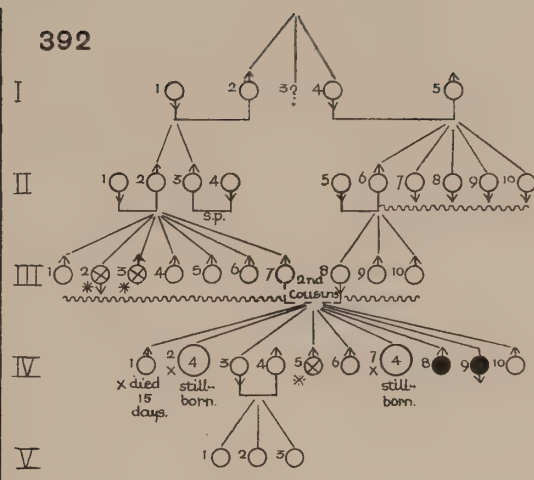 392
I 1 2 3? 4 5
II 1 2 3 4 5 6 7 8 9 10
s.p.
III 1 2 3 4 5 6 7 8 9 10
* * 2nd
Cousins
IV 1 2 4 3 4 5 6 7 4 8 9 10
x died x still- * x still-
15 born. born.
days.
V 1 2 3